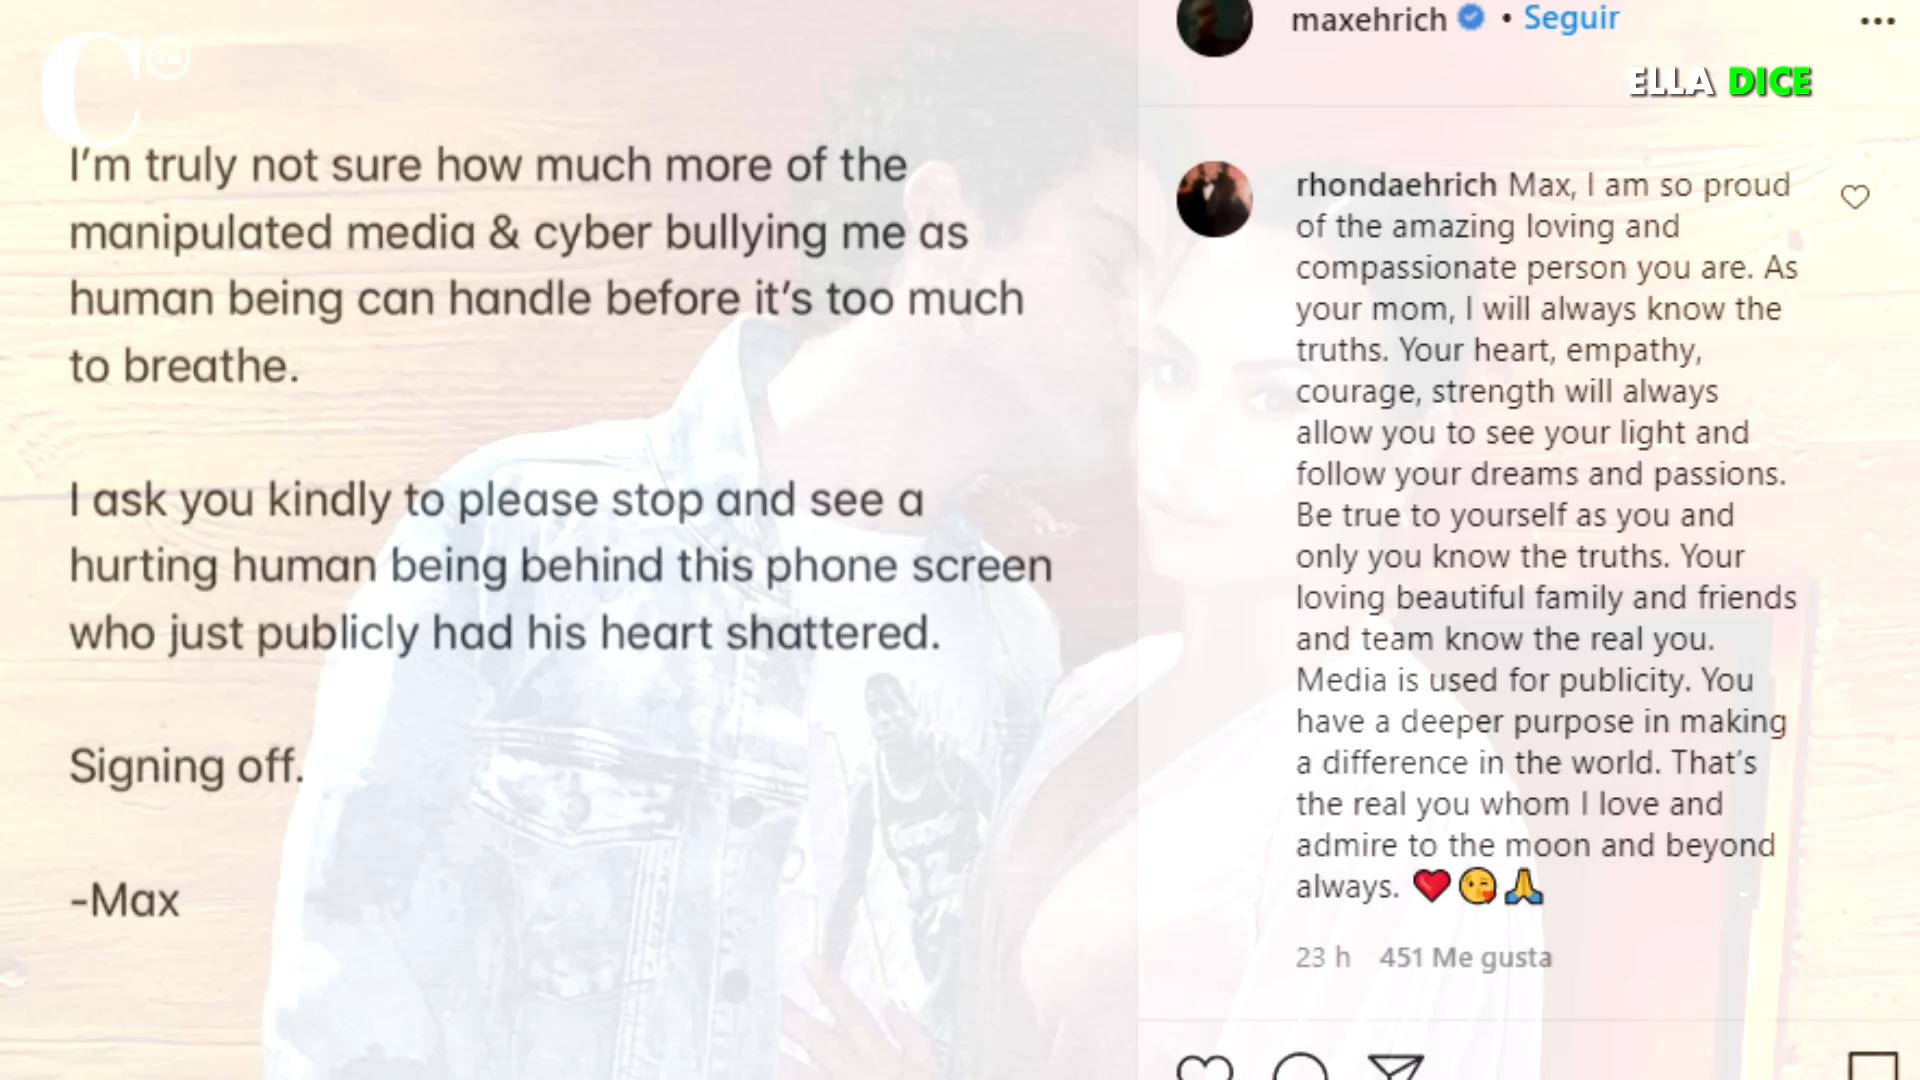 C TM
I'm truly not sure how much more of the
manipulated media & cyber bullying me as
human being can handle before it's too much
to breathe.
I ask you kindly to please stop and see a
hurting human being behind this phone screen
who just publicly had his heart shattered.
Signing off.
-Max
maxehrich • Seguir
ELLA DICE
rhondaehrich Max, I am so proud
of the amazing loving and
compassionate person you are. As
your mom, I will always know the
truths. Your heart, empathy,
courage, strength will always
allow you to see your light and
follow your dreams and passions.
Be true to yourself as you and
only you know the truths. Your
loving beautiful family and friends
and team know the real you.
Media is used for publicity. You
have a deeper purpose in making
a difference in the world. That's
the real you whom I love and
admire to the moon and beyond
always. ❤️😘🙏
23 h 451 Me gusta